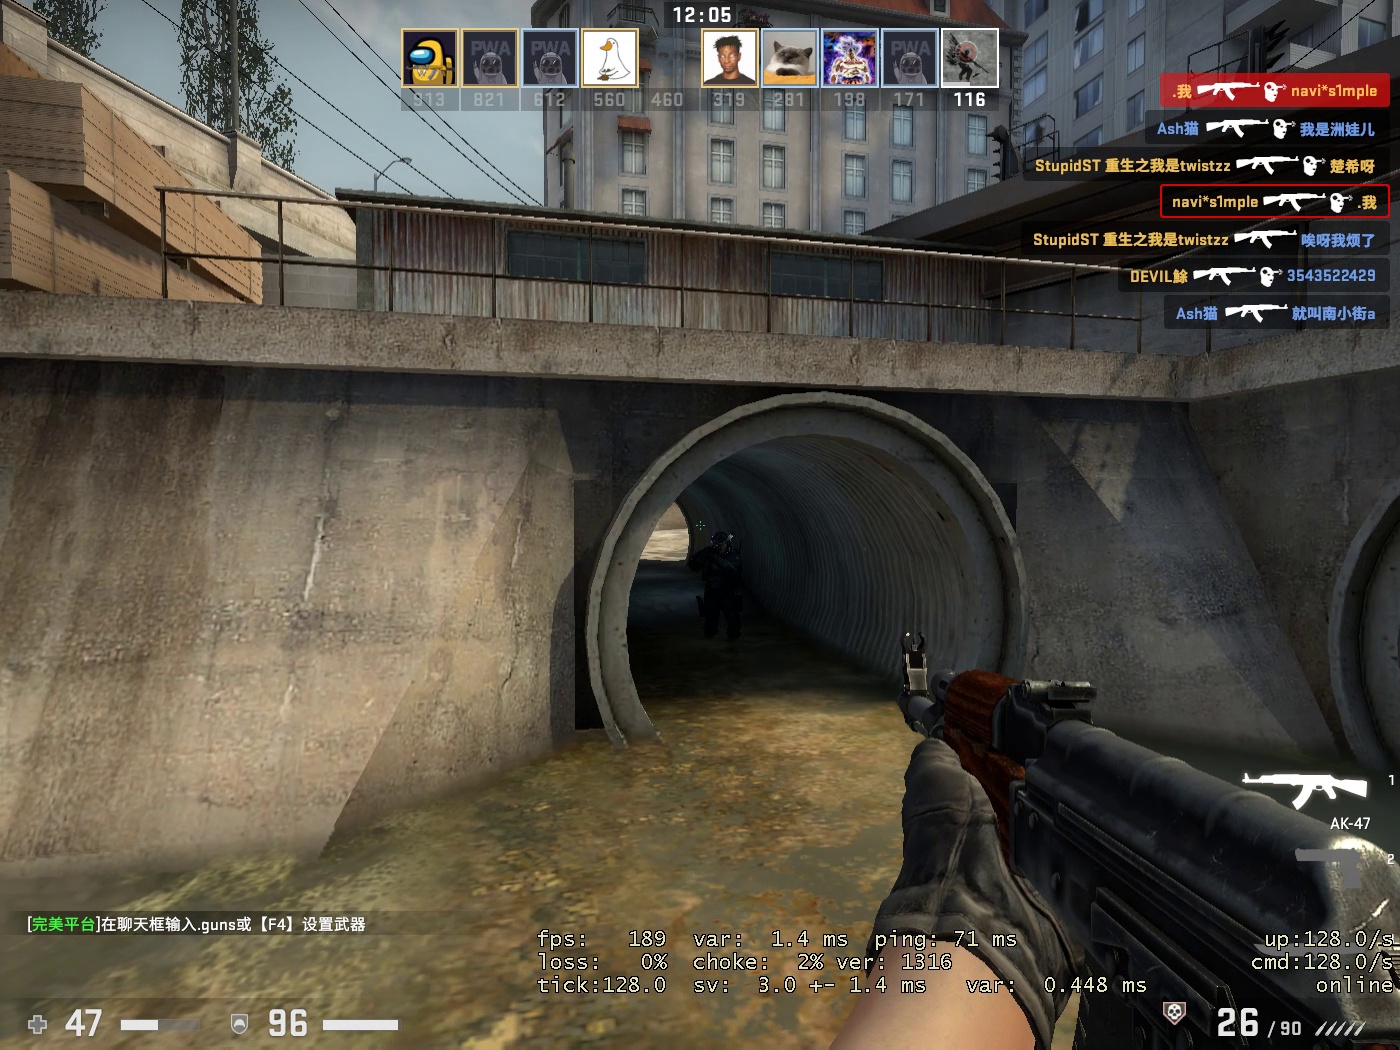 12:05
PWA
PWA
PWA
913 821 612 560 460 319 281 198 171 116
.我 navi*s1mple
Ash猫 我是洲娃儿
StupidST 重生之我是twistzz 楚希呀
navi*s1mple .我
StupidST 重生之我是twistzz 唉呀我烦了
DEVIL馀 3543522429
Ash猫 就叫南小街a
1
AK-47
2
[完美平台]在聊天框输入.guns或【F4】设置武器
fps: 189 var: 1.4 ms ping: 71 ms
loss: 0% choke: 2% ver: 1316
tick:128.0 sv: 3.0 +- 1.4 ms var: 0.448 ms
up:128.0/s
cmd:128.0/s
online
47 96
26 / 90